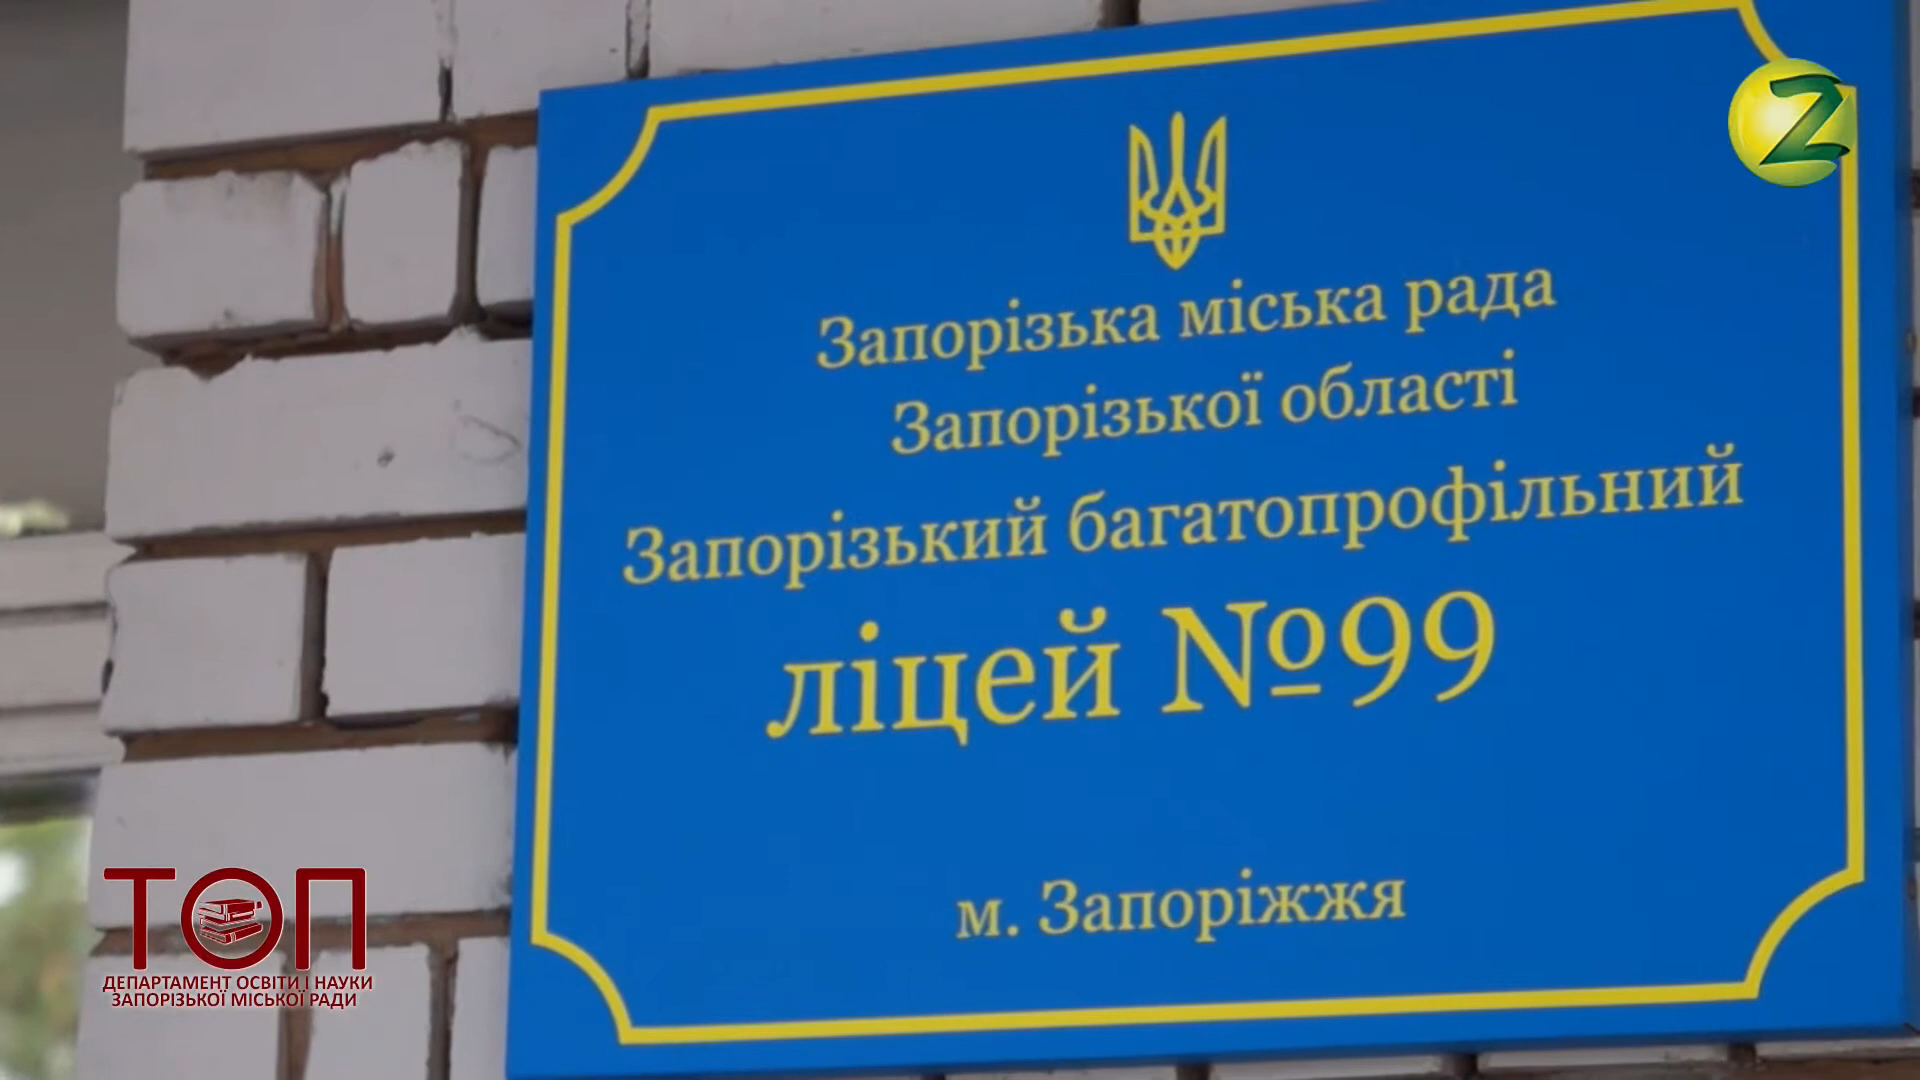 Запорізька міська рада
Запорізької області
Запорізький багатопрофільний
ліцей №99
м. Запоріжжя
Z
ТОП
ДЕПАРТАМЕНТ ОСВІТИ І НАУКИ
ЗАПОРІЗЬКОЇ МІСЬКОЇ РАДИ